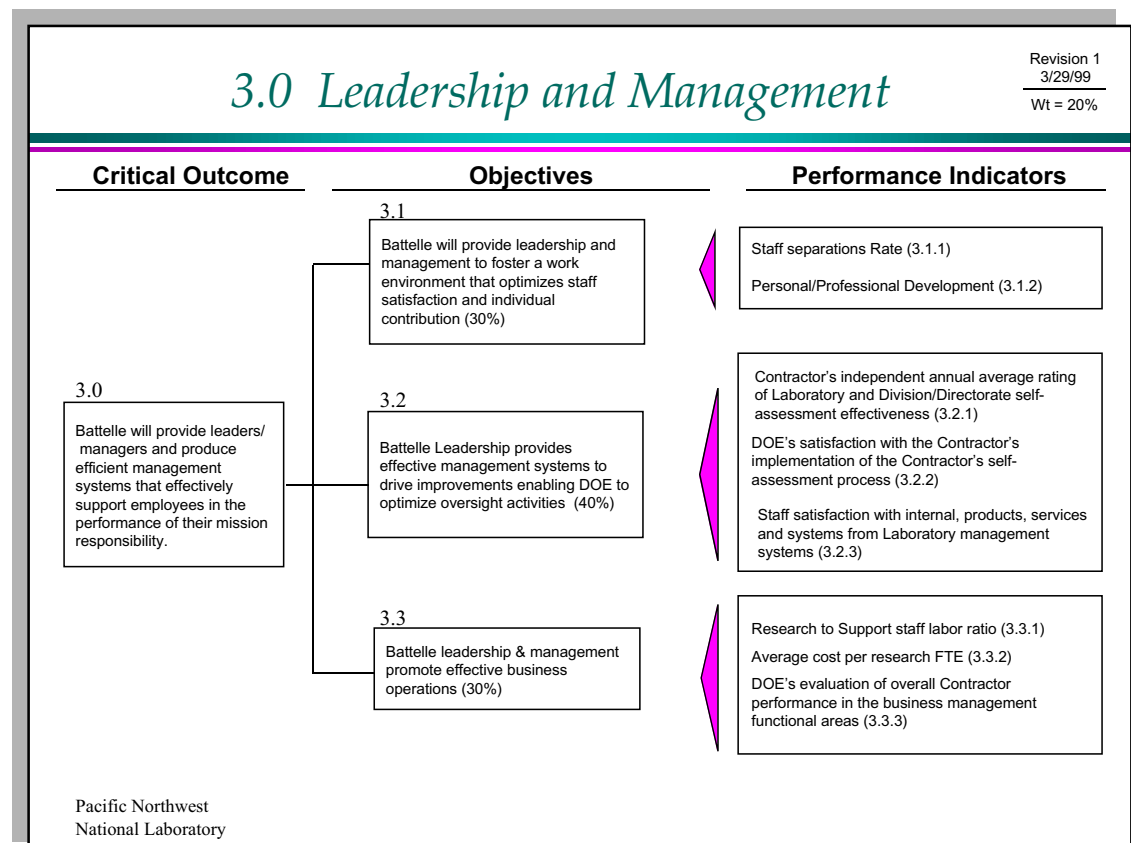 3.0 Leadership and Management
Revision 1
3/29/99
Wt = 20%
Critical Outcome
Objectives
Performance Indicators
3.0
Battelle will provide leaders/
managers and produce
efficient management
systems that effectively
support employees in the
performance of their mission
responsibility.
3.1
Battelle will provide leadership and
management to foster a work
environment that optimizes staff
satisfaction and individual
contribution (30%)
Staff separations Rate (3.1.1)
Personal/Professional Development (3.1.2)
3.2
Battelle Leadership provides
effective management systems to
drive improvements enabling DOE to
optimize oversight activities (40%)
Contractor's independent annual average rating
of Laboratory and Division/Directorate self-
assessment effectiveness (3.2.1)
DOE's satisfaction with the Contractor's
implementation of the Contractor's self-
assessment process (3.2.2)
Staff satisfaction with internal, products, services
and systems from Laboratory management
systems (3.2.3)
3.3
Battelle leadership & management
promote effective business
operations (30%)
Research to Support staff labor ratio (3.3.1)
Average cost per research FTE (3.3.2)
DOE's evaluation of overall Contractor
performance in the business management
functional areas (3.3.3)
Pacific Northwest
National Laboratory